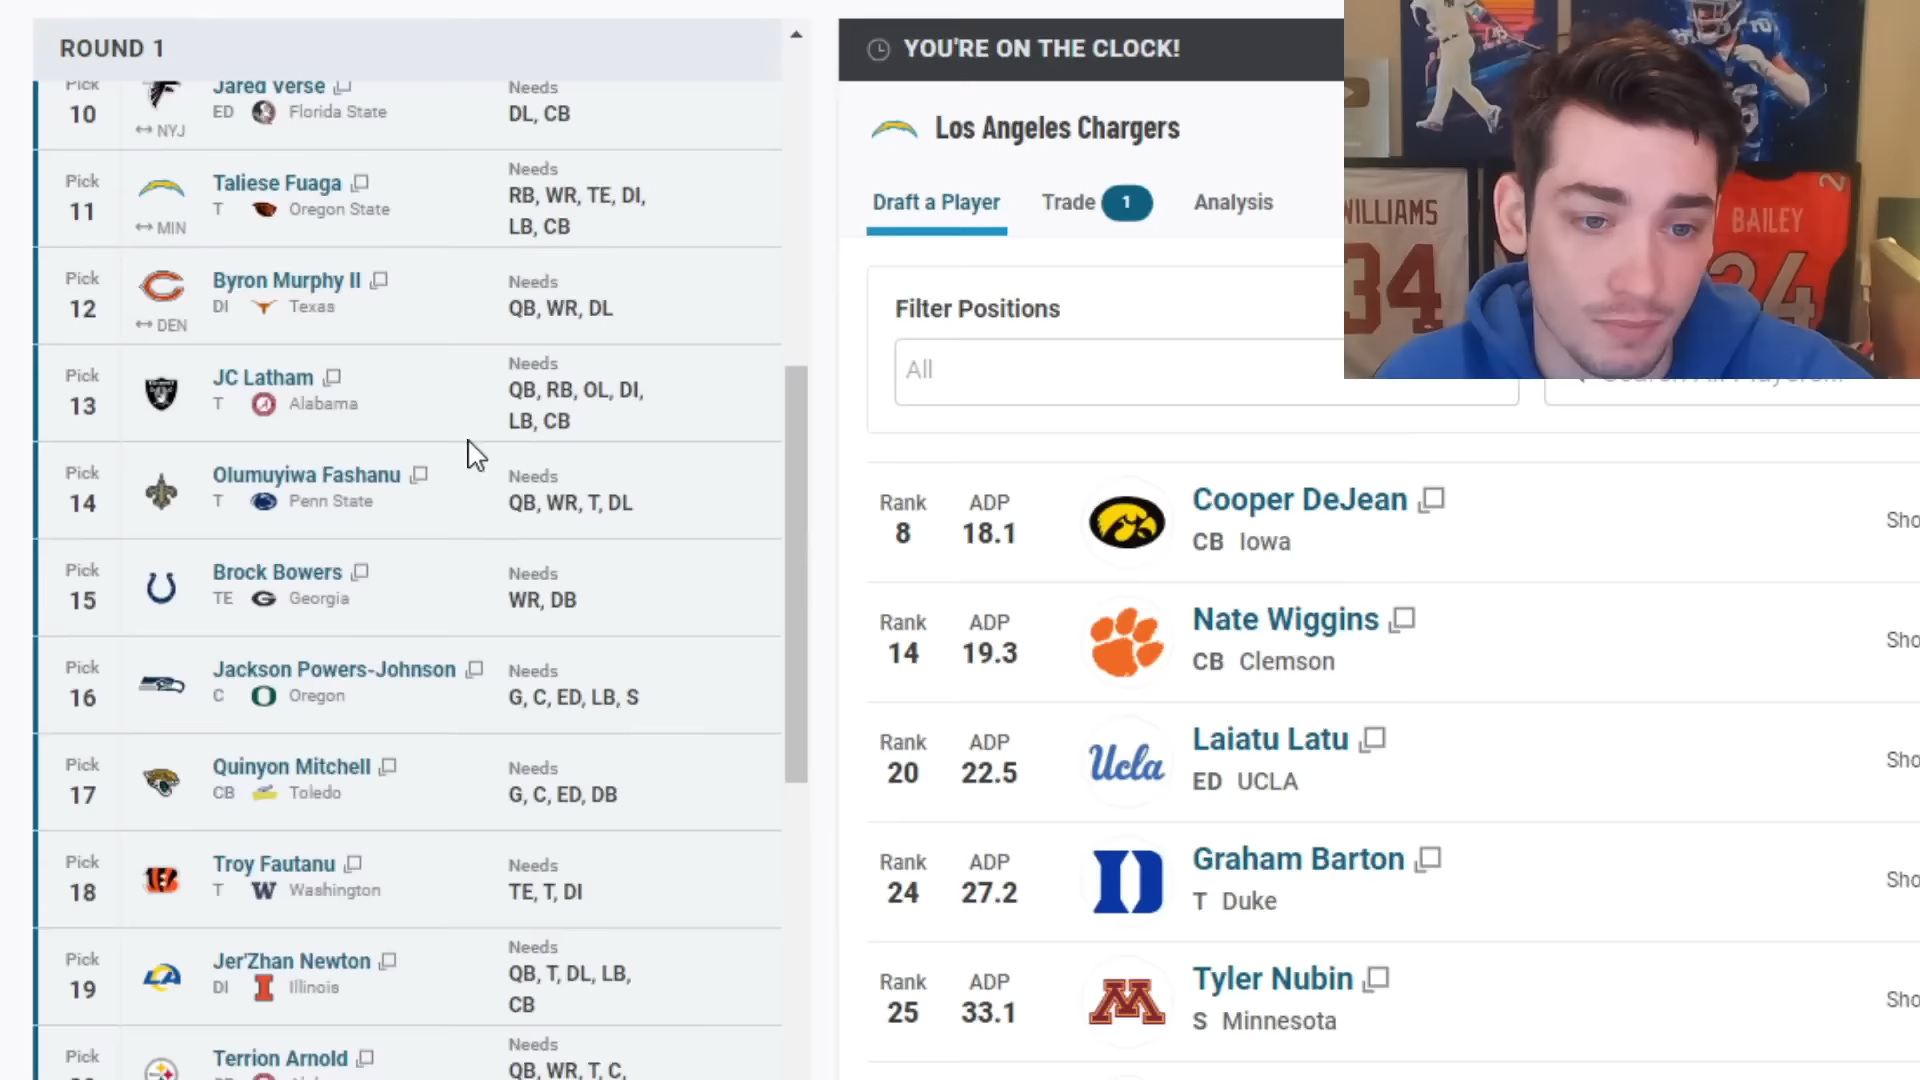 ROUND 1
Pick
10
Jared Verse
ED Florida State
NYJ
Needs
DL, CB
Pick
11
Taliese Fuaga
T Oregon State
MIN
Needs
RB, WR, TE, DI,
LB, CB
Pick
12
Byron Murphy II
DI Texas
DEN
Needs
QB, WR, DL
Pick
13
JC Latham
T Alabama
Needs
QB, RB, OL, DI,
LB, CB
Pick
14
Olumuyiwa Fashanu
T Penn State
Needs
QB, WR, T, DL
Pick
15
Brock Bowers
TE Georgia
Needs
WR, DB
Pick
16
Jackson Powers-Johnson
C Oregon
Needs
G, C, ED, LB, S
Pick
17
Quinyon Mitchell
CB Toledo
Needs
G, C, ED, DB
Pick
18
Troy Fautanu
T Washington
Needs
TE, T, DI
Pick
19
Jer'Zhan Newton
DI Illinois
Needs
QB, T, DL, LB,
CB
Pick
Terrion Arnold
Needs
QB, WR, T, C,
YOU'RE ON THE CLOCK!
Los Angeles Chargers
Draft a Player Trade 1 Analysis
Filter Positions
All
Rank ADP
8 18.1
Cooper DeJean
CB Iowa
Sho
Rank ADP
14 19.3
Nate Wiggins
CB Clemson
Sho
Rank ADP
20 22.5
Ucla
Laiatu Latu
ED UCLA
Sho
Rank ADP
24 27.2
Graham Barton
T Duke
Sho
Rank ADP
25 33.1
Tyler Nubin
S Minnesota
Sho
WILLIAMS
34
BAILEY
24